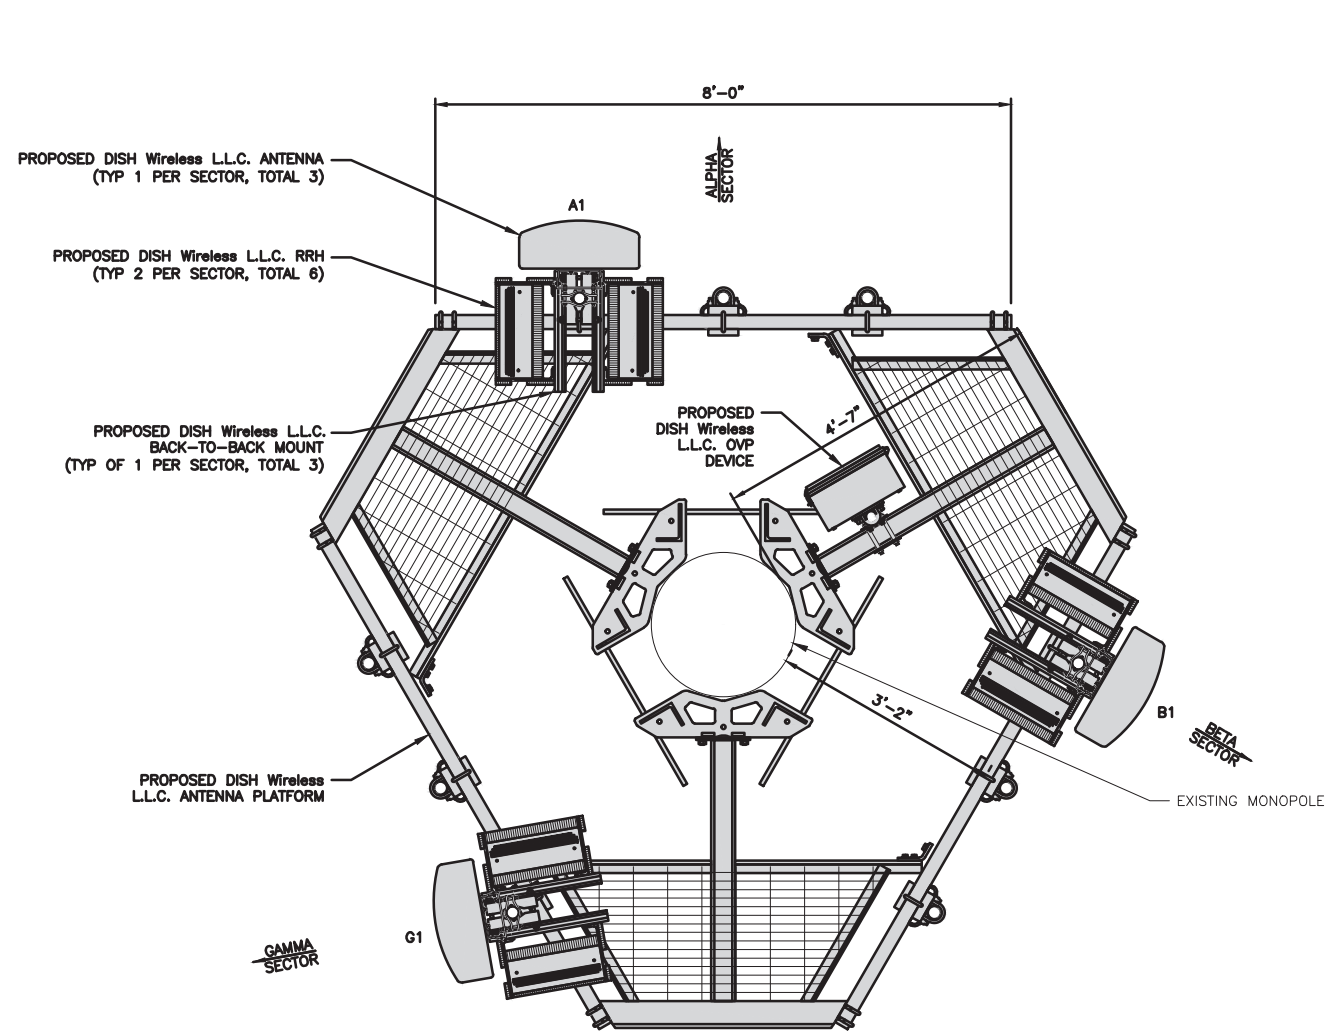 8'-0"
PROPOSED DISH Wireless L.L.C. ANTENNA
(TYP 1 PER SECTOR, TOTAL 3)
ALPHA
SECTOR
A1
PROPOSED DISH Wireless L.L.C. RRH
(TYP 2 PER SECTOR, TOTAL 6)
PROPOSED DISH Wireless L.L.C.
BACK-TO-BACK MOUNT
(TYP OF 1 PER SECTOR, TOTAL 3)
PROPOSED
DISH Wireless
L.L.C. OVP
DEVICE
4'-7"
3'-2"
B1
BETA
SECTOR
PROPOSED DISH Wireless
L.L.C. ANTENNA PLATFORM
EXISTING MONOPOLE
G1
GAMMA
SECTOR